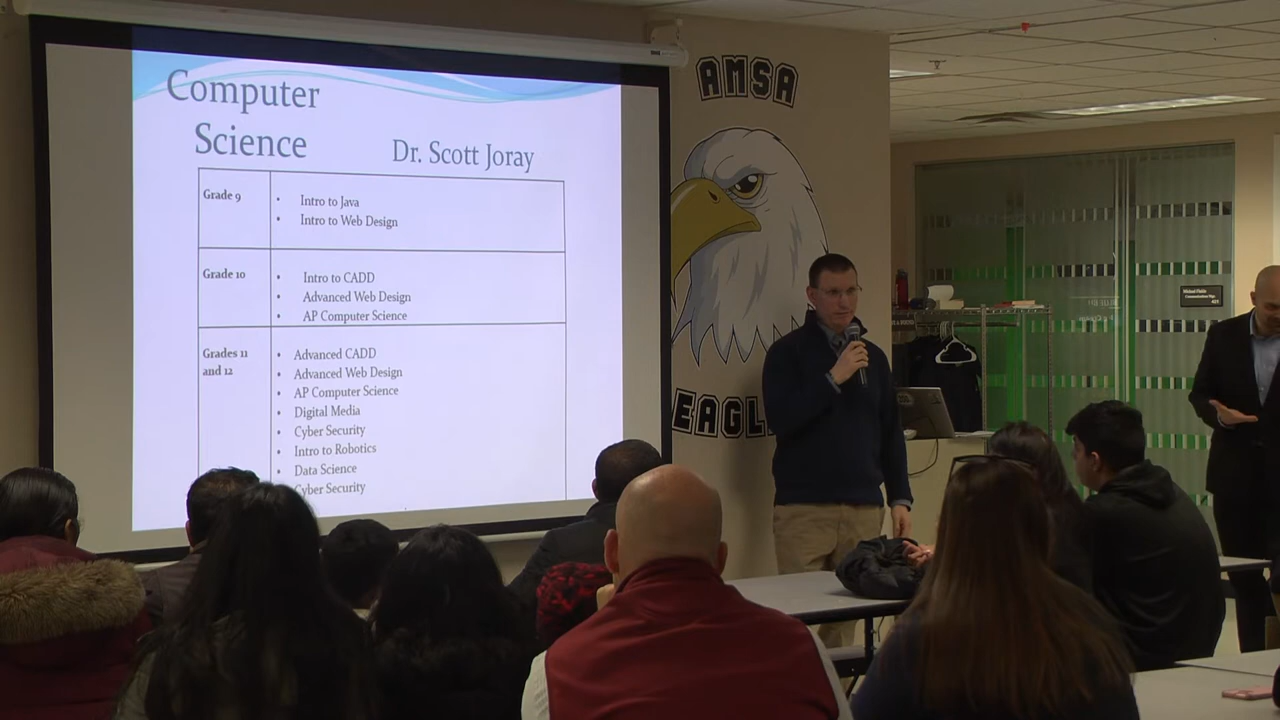 Computer
Science
Dr. Scott Joray
Grade 9
• Intro to Java
• Intro to Web Design
Grade 10
• Intro to CADD
• Advanced Web Design
• AP Computer Science
Grades 11
and 12
• Advanced CADD
• Advanced Web Design
• AP Computer Science
• Digital Media
• Cyber Security
• Intro to Robotics
• Data Science
• Cyber Security
AMSA
EAGL